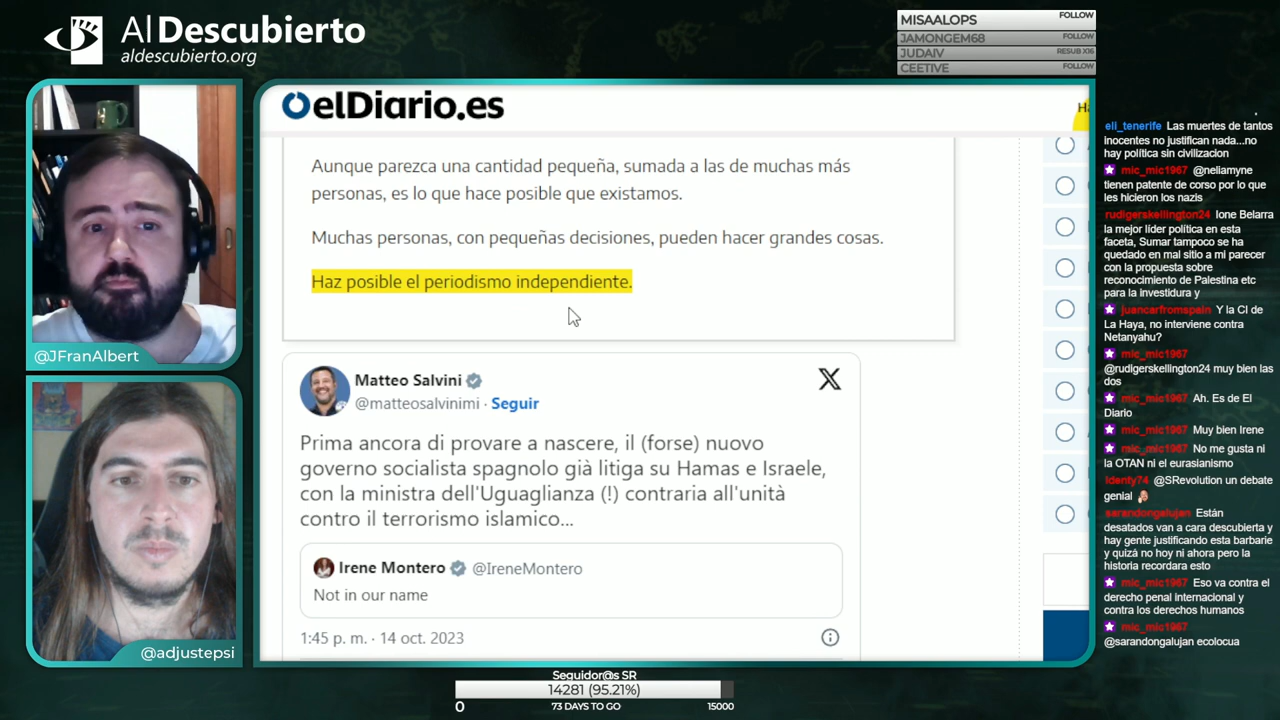 Al Descubierto
aldescubierto.org
MISAALOPS FOLLOW
JAMONGEM68 FOLLOW
JUDAIV RESUB X16
CEETIVE FOLLOW
@JFranAlbert
@adjustepsi
elDiario.es
Aunque parezca una cantidad pequeña, sumada a las de muchas más
personas, es lo que hace posible que existamos.
Muchas personas, con pequeñas decisiones, pueden hacer grandes cosas.
Haz posible el periodismo independiente.
Matteo Salvini
@matteosalvinimi · Seguir
X
Prima ancora di provare a nascere, il (forse) nuovo
governo socialista spagnolo già litiga su Hamas e Israele,
con la ministra dell'Uguaglianza (!) contraria all'unità
contro il terrorismo islamico...
Irene Montero @IreneMontero
Not in our name
1:45 p. m. · 14 oct. 2023
eli_tenerife Las muertes de tantos
inocentes no justifican nada...no
hay política sin civilizacion
mic_mic1967 @neliamyne
tienen patente de corso por lo que
les hicieron los nazis
rudigerskellington24 Ione Belarra
la mejor líder política en esta
faceta, Sumar tampoco se ha
quedado en mal sitio a mi parecer
con la propuesta sobre
reconocimiento de Palestina etc
para la investidura y
juancarfromspain Y la CI de
La Haya, no interviene contra
Netanyahu?
mic_mic1967
@rudigerskellington24 muy bien las
dos
mic_mic1967 Ah. Es de El
Diario
mic_mic1967 Muy bien Irene
mic_mic1967 No me gusta ni
la OTAN ni el eurasianismo
Identy74 @SRevolution un debate
genial
sarandongalujan Están
desatados van a cara descubierta y
hay gente justificando esta barbarie
y quizá no hoy ni ahora pero la
historia recordara esto
mic_mic1967 Eso va contra el
derecho penal internacional y
contra los derechos humanos
mic_mic1967
@sarandongalujan ecolocua
Seguidor@s SR
14281 (95.21%)
0 73 DAYS TO GO 15000